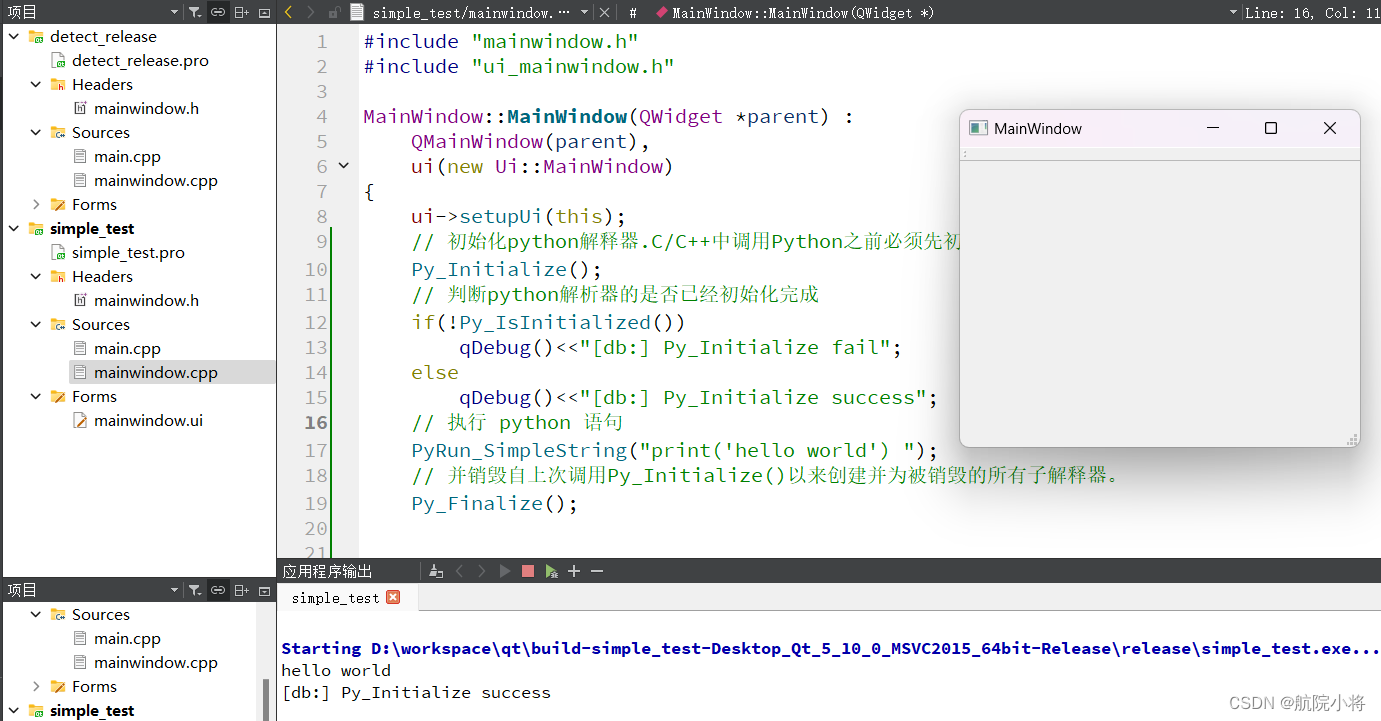 项目
detect_release
detect_release.pro
Headers
mainwindow.h
Sources
main.cpp
mainwindow.cpp
Forms
simple_test
simple_test.pro
Headers
mainwindow.h
Sources
main.cpp
mainwindow.cpp
Forms
mainwindow.ui
项目
Sources
main.cpp
mainwindow.cpp
Forms
simple_test
simple_test/mainwindow.… # MainWindow::MainWindow(QWidget *) Line: 16, Col: 11
1 #include "mainwindow.h"
2 #include "ui_mainwindow.h"
3
4 MainWindow::MainWindow(QWidget *parent) :
5 QMainWindow(parent),
6 ui(new Ui::MainWindow)
7 {
8 ui->setupUi(this);
9 // 初始化python解释器.C/C++中调用Python之前必须先初
10 Py_Initialize();
11 // 判断python解析器的是否已经初始化完成
12 if(!Py_IsInitialized())
13 qDebug()<<"[db:] Py_Initialize fail";
14 else
15 qDebug()<<"[db:] Py_Initialize success";
16 // 执行 python 语句
17 PyRun_SimpleString("print('hello world') ");
18 // 并销毁自上次调用Py_Initialize()以来创建并为被销毁的所有子解释器。
19 Py_Finalize();
20
21
MainWindow
应用程序输出
simple_test
Starting D:\workspace\qt\build-simple_test-Desktop_Qt_5_10_0_MSVC2015_64bit-Release\release\simple_test.exe...
hello world
[db:] Py_Initialize success
CSDN @航院小将